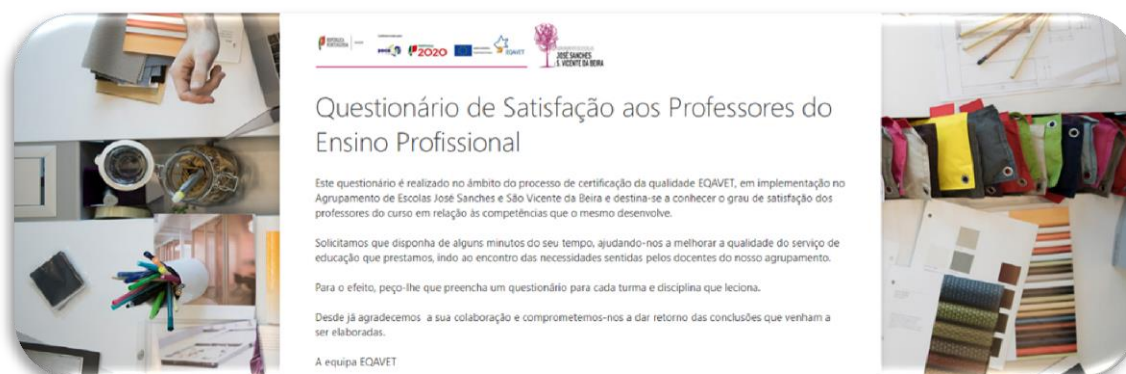 REPÚBLICA
PORTUGUESA
2020
EQAVET
JOSÉ SANCHES
S. VICENTE DA BEIRA
Questionário de Satisfação aos Professores do
Ensino Profissional
Este questionário é realizado no âmbito do processo de certificação da qualidade EQAVET, em implementação no
Agrupamento de Escolas José Sanches e São Vicente da Beira e destina-se a conhecer o grau de satisfação dos
professores do curso em relação às competências que o mesmo desenvolve.
Solicitamos que disponha de alguns minutos do seu tempo, ajudando-nos a melhorar a qualidade do serviço de
educação que prestamos, indo ao encontro das necessidades sentidas pelos docentes do nosso agrupamento.
Para o efeito, peço-lhe que preencha um questionário para cada turma e disciplina que leciona.
Desde já agradecemos a sua colaboração e comprometemos-nos a dar retorno das conclusões que venham a
ser elaboradas.
A equipa EQAVET